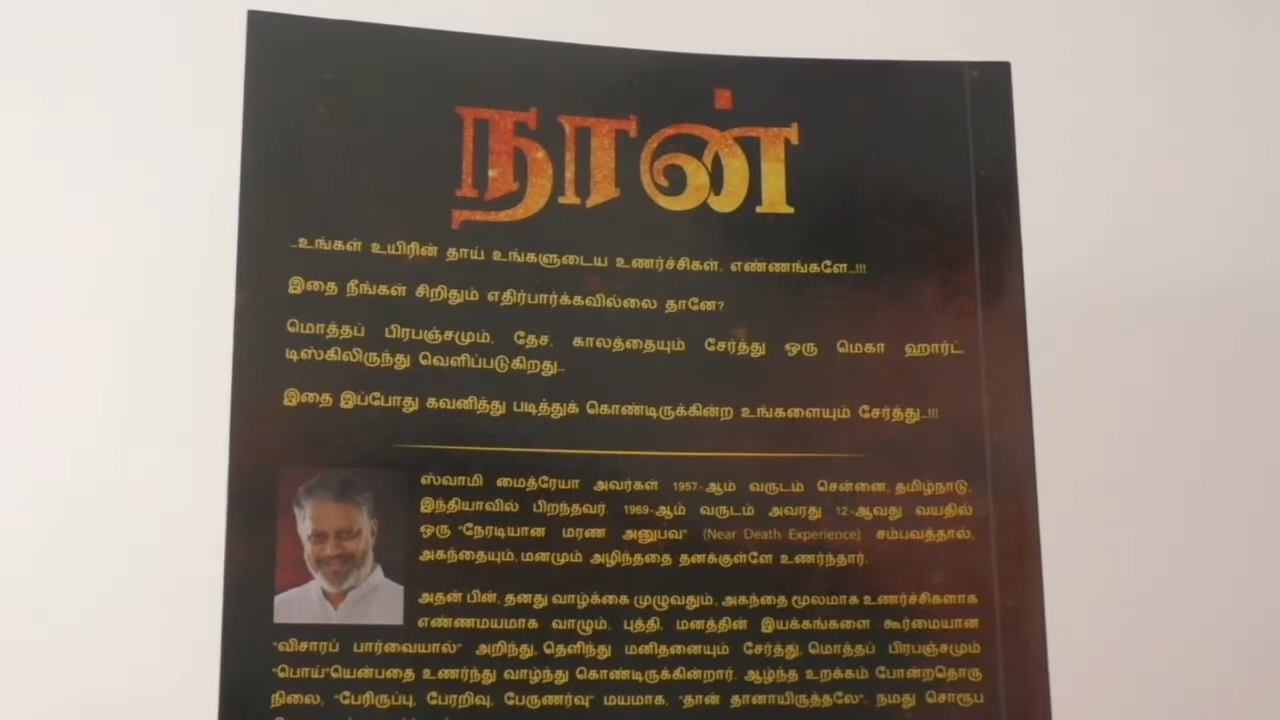 நான்
...உங்கள் உயிரின் தாய் உங்களுடைய உணர்ச்சிகள், எண்ணங்களே...!!!
இதை நீங்கள் சிறிதும் எதிர்பார்க்கவில்லை தானே?
மொத்தப் பிரபஞ்சமும், தேச, காலத்தையும் சேர்த்து ஒரு மெகா ஹார்ட்
டிஸ்கிலிருந்து வெளிப்படுகிறது...
இதை இப்போது கவனித்து படித்துக் கொண்டிருக்கின்ற உங்களையும் சேர்த்து...!!!
ஸ்வாமி மைத்ரேயா அவர்கள் 1957-ஆம் வருடம் சென்னை, தமிழ்நாடு,
இந்தியாவில் பிறந்தவர். 1969-ஆம் வருடம் அவரது 12-ஆவது வயதில்
ஒரு "நேரடியான மரண அனுபவ" (Near Death Experience) சம்பவத்தால்,
அகந்தையும், மனமும் அழிந்ததை தனக்குள்ளே உணர்ந்தார்.
அதன் பின், தனது வாழ்க்கை முழுவதும், அகந்தை மூலமாக உணர்ச்சிகளாக
எண்ணமயமாக வாழும், புத்தி, மனத்தின் இயக்கங்களை கூர்மையான
"விசாரப் பார்வையால்" அறிந்து, தெளிந்து மனிதனையும் சேர்த்து, மொத்தப் பிரபஞ்சமும்
"பொய்"யென்பதை உணர்ந்து வாழ்ந்து கொண்டிருக்கின்றார். ஆழ்ந்த உறக்கம் போன்றதொரு
நிலை, "பேரிருப்பு, பேரறிவு, பேருணர்வு" மயமாக, "தான் தானாயிருத்தலே", நமது சொரூப